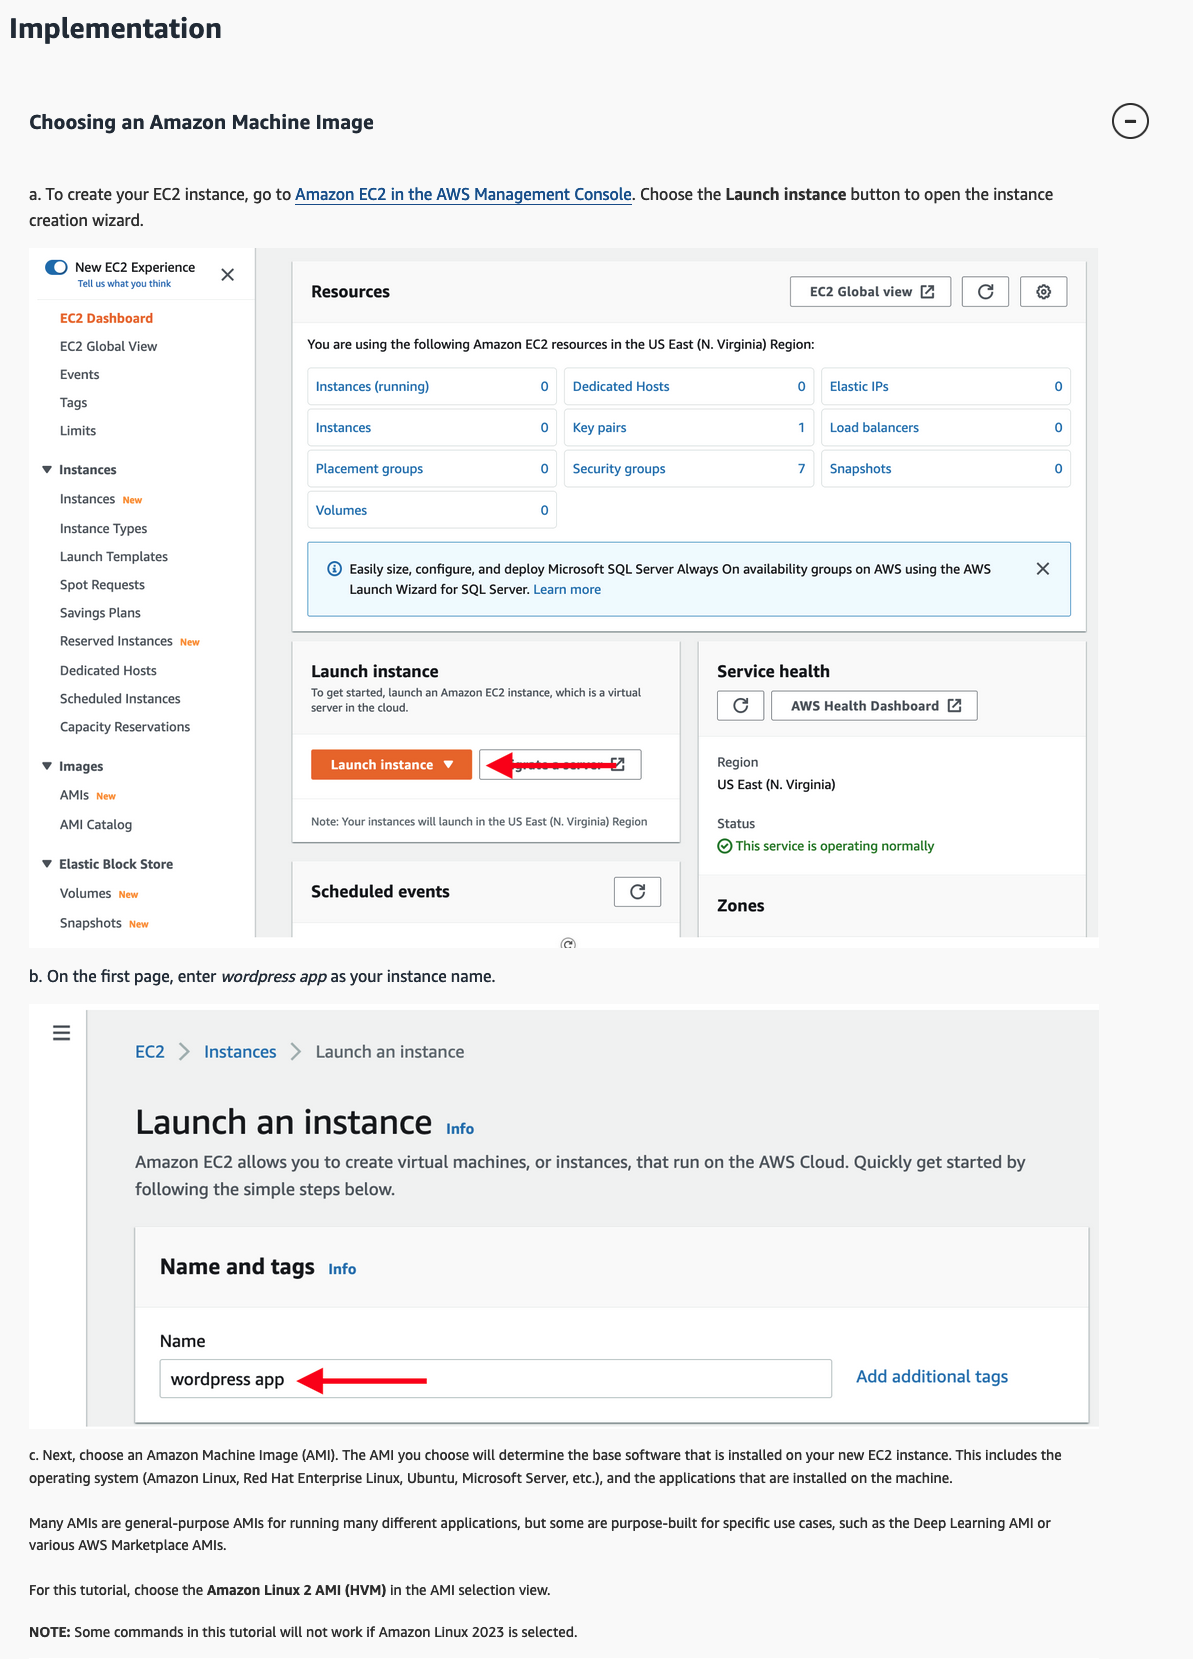 Implementation
Choosing an Amazon Machine Image
a. To create your EC2 instance, go to Amazon EC2 in the AWS Management Console. Choose the Launch instance button to open the instance
creation wizard.
New EC2 Experience
Tell us what you think
EC2 Dashboard
EC2 Global View
Events
Tags
Limits
Instances
Instances New
Instance Types
Launch Templates
Spot Requests
Savings Plans
Reserved Instances New
Dedicated Hosts
Scheduled Instances
Capacity Reservations
Images
AMIs New
AMI Catalog
Elastic Block Store
Volumes New
Snapshots New
Resources
EC2 Global view
You are using the following Amazon EC2 resources in the US East (N. Virginia) Region:
Instances (running) 0 Dedicated Hosts 0 Elastic IPs 0
Instances 0 Key pairs 1 Load balancers 0
Placement groups 0 Security groups 7 Snapshots 0
Volumes 0
Easily size, configure, and deploy Microsoft SQL Server Always On availability groups on AWS using the AWS
Launch Wizard for SQL Server. Learn more
Launch instance
To get started, launch an Amazon EC2 instance, which is a virtual
server in the cloud.
Launch instance
a server
Note: Your instances will launch in the US East (N. Virginia) Region
Scheduled events
Service health
AWS Health Dashboard
Region
US East (N. Virginia)
Status
This service is operating normally
Zones
b. On the first page, enter wordpress app as your instance name.
EC2 Instances Launch an instance
Launch an instance Info
Amazon EC2 allows you to create virtual machines, or instances, that run on the AWS Cloud. Quickly get started by
following the simple steps below.
Name and tags Info
Name
wordpress app
Add additional tags
c. Next, choose an Amazon Machine Image (AMI). The AMI you choose will determine the base software that is installed on your new EC2 instance. This includes the
operating system (Amazon Linux, Red Hat Enterprise Linux, Ubuntu, Microsoft Server, etc.), and the applications that are installed on the machine.
Many AMIs are general-purpose AMIs for running many different applications, but some are purpose-built for specific use cases, such as the Deep Learning AMI or
various AWS Marketplace AMIs.
For this tutorial, choose the Amazon Linux 2 AMI (HVM) in the AMI selection view.
NOTE: Some commands in this tutorial will not work if Amazon Linux 2023 is selected.